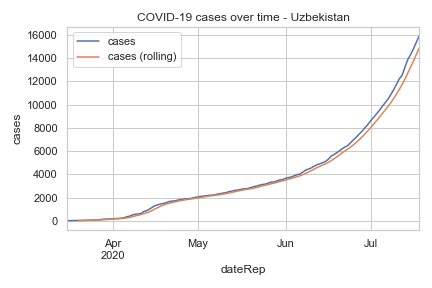 COVID-19 cases over time - Uzbekistan
cases
cases (rolling)
16000
14000
12000
10000
8000
6000
4000
2000
0
cases
Apr
2020
May
Jun
Jul
dateRep